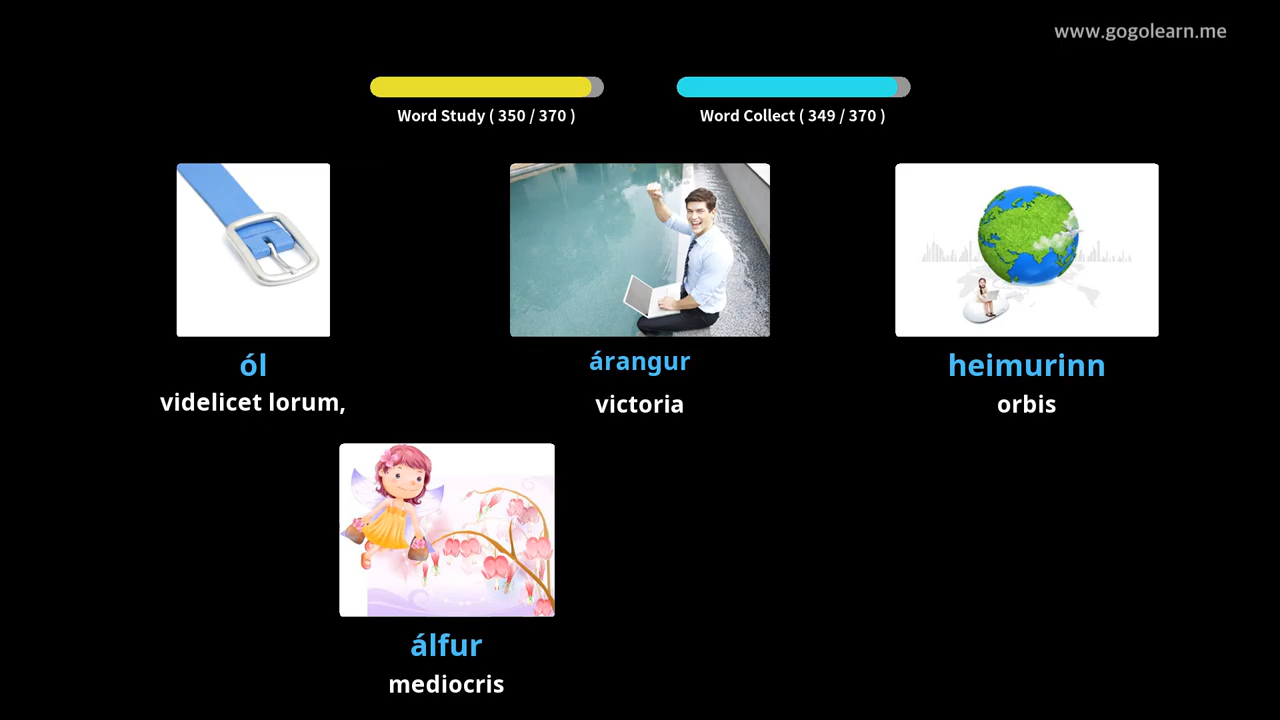 www.gogolearn.me
Word Study ( 350 / 370 )
Word Collect ( 349 / 370 )
ól
videlicet lorum,
árangur
victoria
heimurinn
orbis
álfur
mediocris